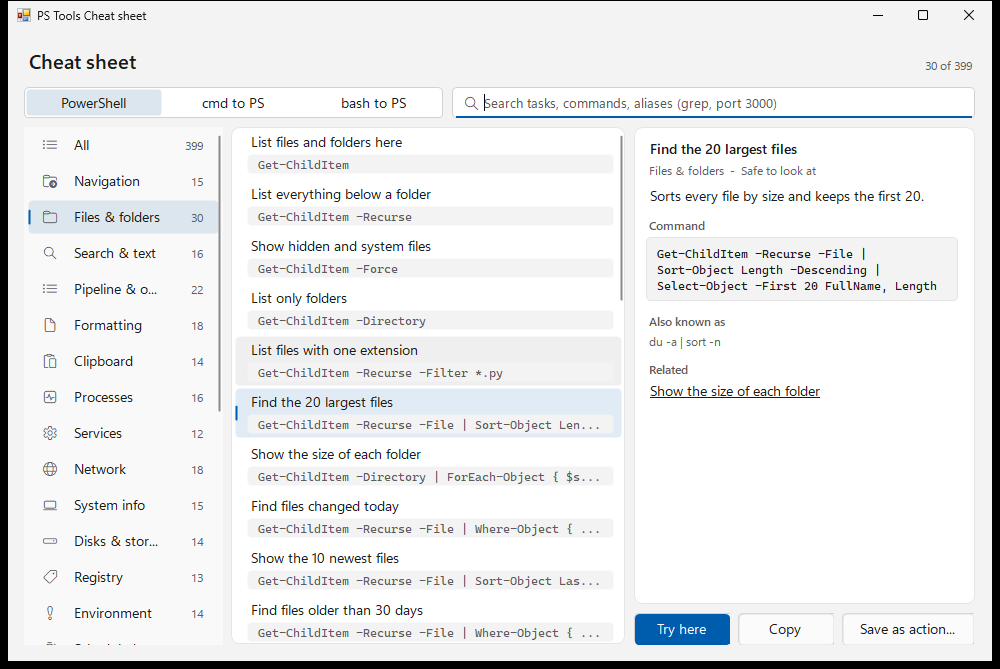 PS Tools Cheat sheet
Cheat sheet
30 of 399
PowerShell
cmd to PS
bash to PS
Search tasks, commands, aliases (grep, port 3000)
All 399
Navigation 15
Files & folders 30
Search & text 16
Pipeline & o... 22
Formatting 18
Clipboard 14
Processes 16
Services 12
Network 18
System info 15
Disks & stor... 14
Registry 13
Environment 14
List files and folders here
Get-ChildItem
List everything below a folder
Get-ChildItem -Recurse
Show hidden and system files
Get-ChildItem -Force
List only folders
Get-ChildItem -Directory
List files with one extension
Get-ChildItem -Recurse -Filter *.py
Find the 20 largest files
Get-ChildItem -Recurse -File | Sort-Object Len...
Show the size of each folder
Get-ChildItem -Directory | ForEach-Object { $s...
Find files changed today
Get-ChildItem -Recurse -File | Where-Object { ...
Show the 10 newest files
Get-ChildItem -Recurse -File | Sort-Object Las...
Find files older than 30 days
Get-ChildItem -Recurse -File | Where-Object { ...
Find the 20 largest files
Files & folders - Safe to look at
Sorts every file by size and keeps the first 20.
Command
Get-ChildItem -Recurse -File |
Sort-Object Length -Descending |
Select-Object -First 20 FullName, Length
Also known as
du -a | sort -n
Related
Show the size of each folder
Try here
Copy
Save as action...